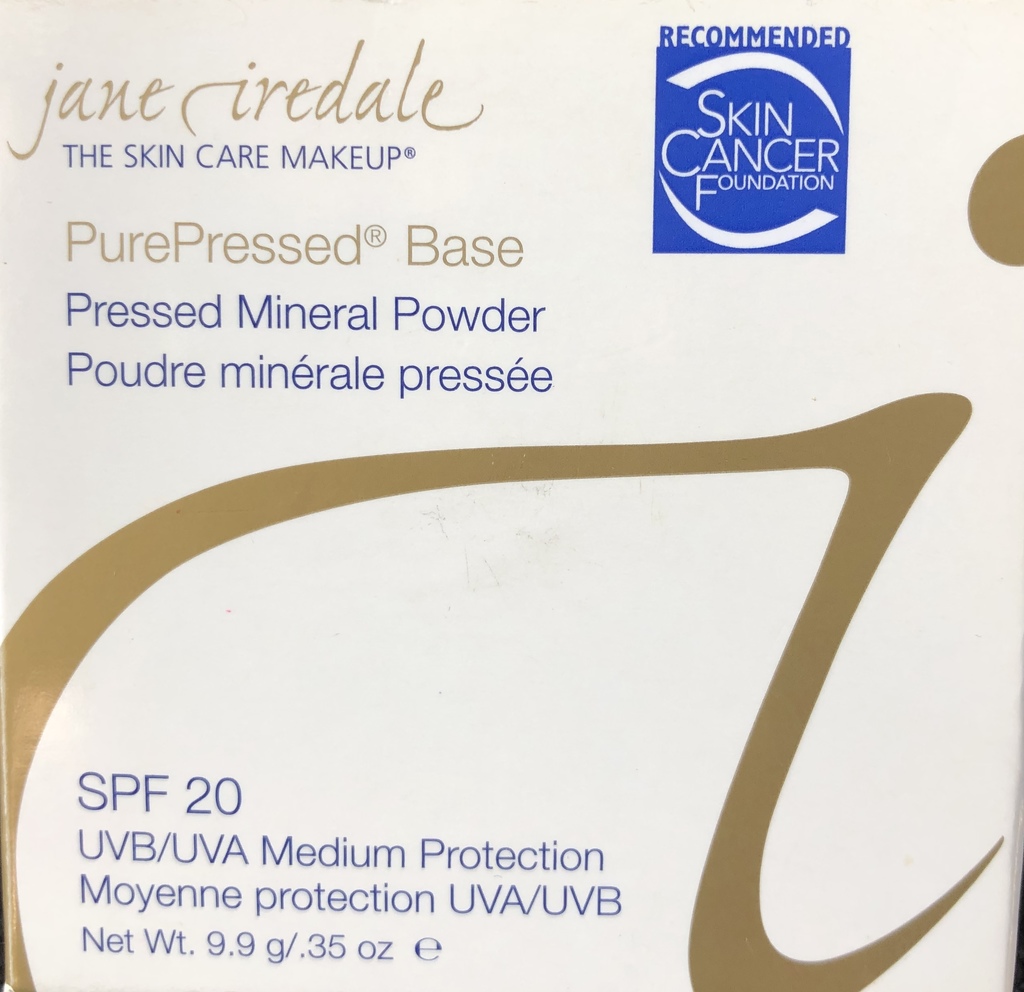 jane iredale
THE SKIN CARE MAKEUP®
RECOMMENDED
SKIN
CANCER
FOUNDATION
PurePressed® Base
Pressed Mineral Powder
Poudre minérale pressée
SPF 20
UVB/UVA Medium Protection
Moyenne protection UVA/UVB
Net Wt. 9.9 g/.35 oz ℮